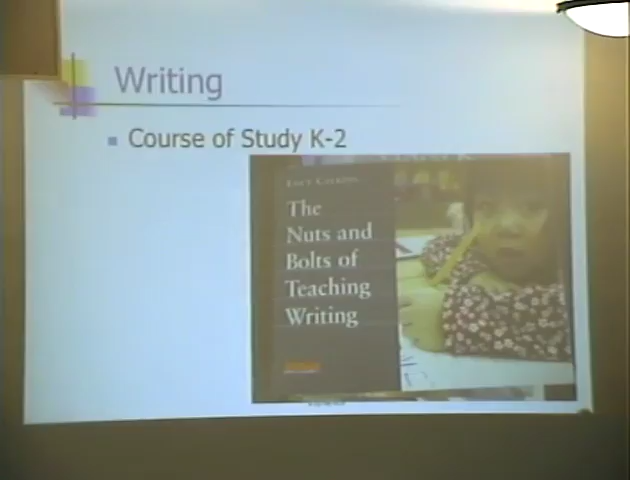 Writing
Course of Study K-2
The
Nuts and
Bolts of
Teaching
Writing